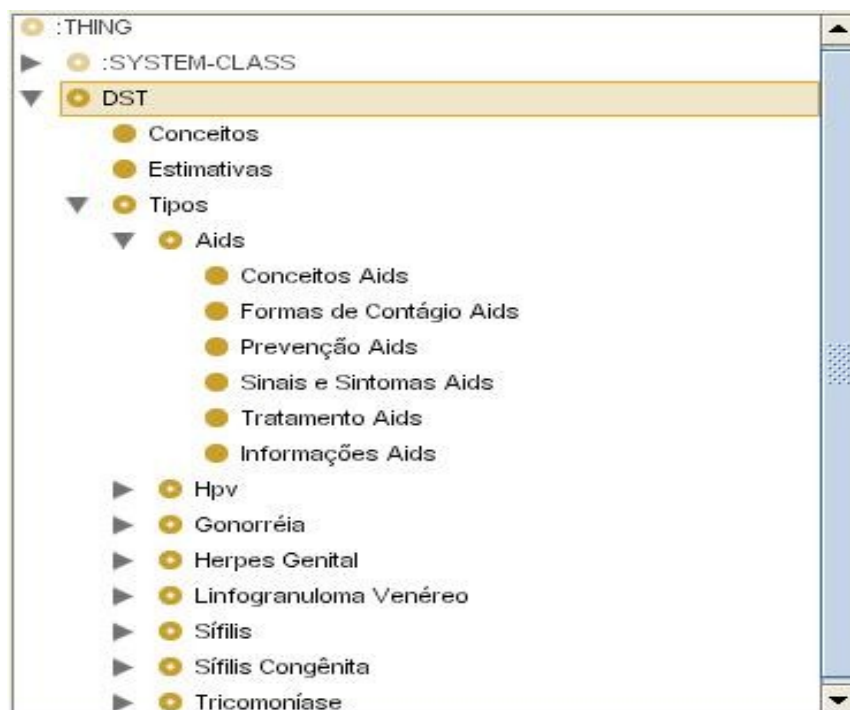 :THING
:SYSTEM-CLASS
DST
Conceitos
Estimativas
Tipos
Aids
Conceitos Aids
Formas de Contágio Aids
Prevenção Aids
Sinais e Sintomas Aids
Tratamento Aids
Informações Aids
Hpv
Gonorréia
Herpes Genital
Linfogranuloma Venéreo
Sífilis
Sífilis Congênita
Tricomoníase